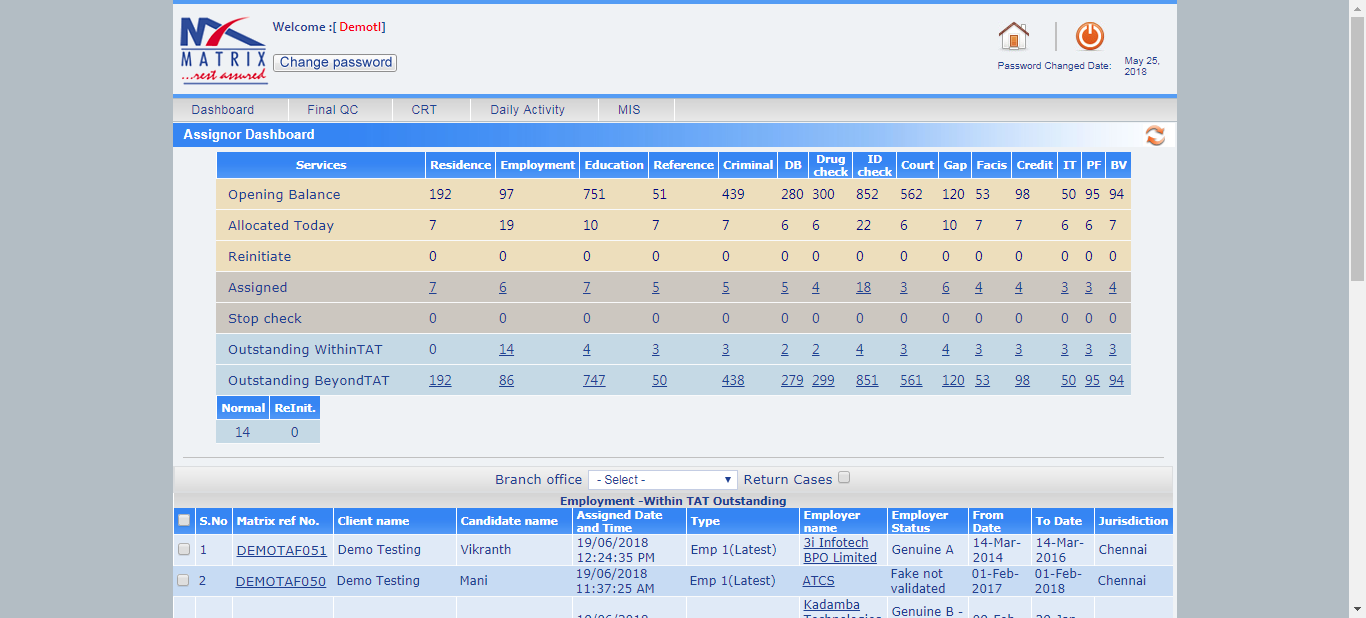 MATRIX
...rest assured
Welcome :[ Demotl]
Change password
Password Changed Date: May 25, 2018
Dashboard Final QC CRT Daily Activity MIS
Assignor Dashboard
Services Residence Employment Education Reference Criminal DB Drug check ID check Court Gap Facis Credit IT PF BV
Opening Balance 192 97 751 51 439 280 300 852 562 120 53 98 50 95 94
Allocated Today 7 19 10 7 7 6 6 22 6 10 7 7 6 6 7
Reinitiate 0 0 0 0 0 0 0 0 0 0 0 0 0 0 0
Assigned 7 6 7 5 5 5 4 18 3 6 4 4 3 3 4
Stop check 0 0 0 0 0 0 0 0 0 0 0 0 0 0 0
Outstanding WithinTAT 0 14 4 3 3 2 2 4 3 4 3 3 3 3 3
Outstanding BeyondTAT 192 86 747 50 438 279 299 851 561 120 53 98 50 95 94
Normal ReInit.
14 0
Branch office - Select - Return Cases
Employment -Within TAT Outstanding
S.No Matrix ref No. Client name Candidate name Assigned Date and Time Type Employer name Employer Status From Date To Date Jurisdiction
1 DEMOTAF051 Demo Testing Vikranth 19/06/2018 12:24:35 PM Emp 1(Latest) 3i Infotech BPO Limited Genuine A 14-Mar-2014 14-Mar-2016 Chennai
2 DEMOTAF050 Demo Testing Mani 19/06/2018 11:37:25 AM Emp 1(Latest) ATCS Fake not validated 01-Feb-2017 01-Feb-2018 Chennai
Kadamba
Genuine B -